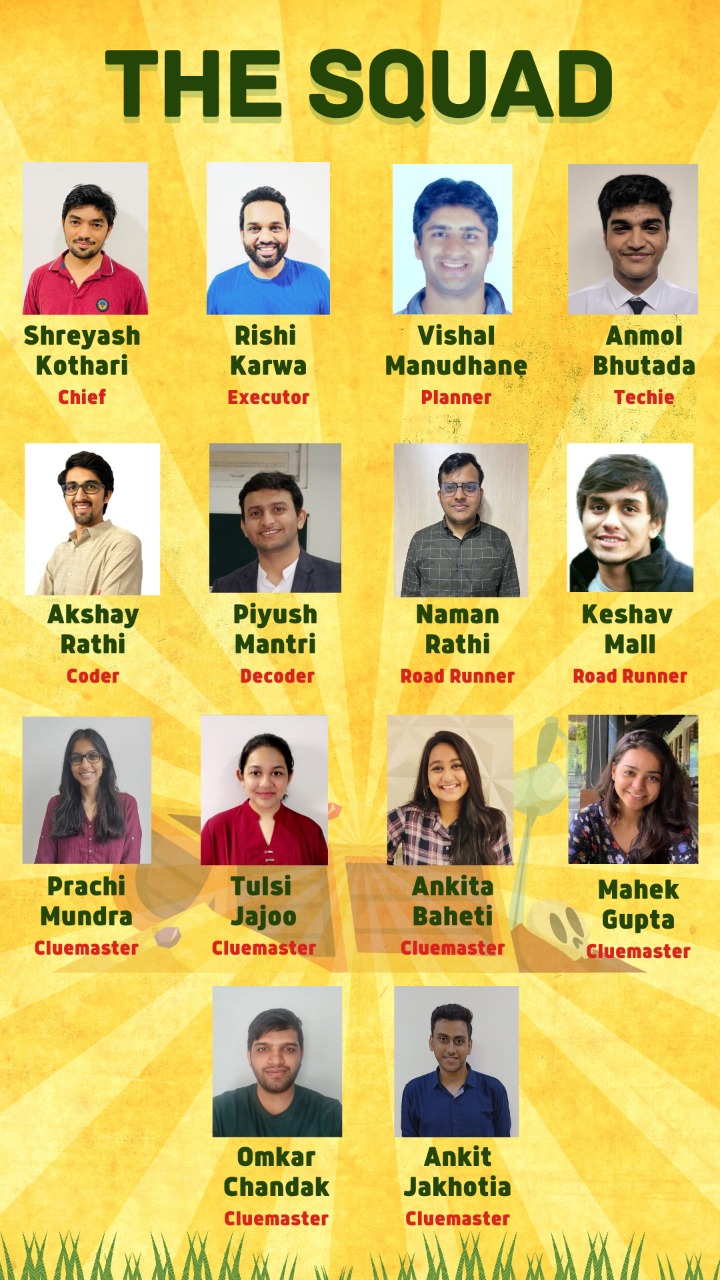 THE SQUAD
Shreyash
Kothari
Chief
Rishi
Karwa
Executor
Vishal
Manudhane
Planner
Anmol
Bhutada
Techie
Akshay
Rathi
Coder
Piyush
Mantri
Decoder
Naman
Rathi
Road Runner
Keshav
Mall
Road Runner
Prachi
Mundra
Cluemaster
Tulsi
Jajoo
Cluemaster
Ankita
Baheti
Cluemaster
Mahek
Gupta
Cluemaster
Omkar
Chandak
Cluemaster
Ankit
Jakhotia
Cluemaster